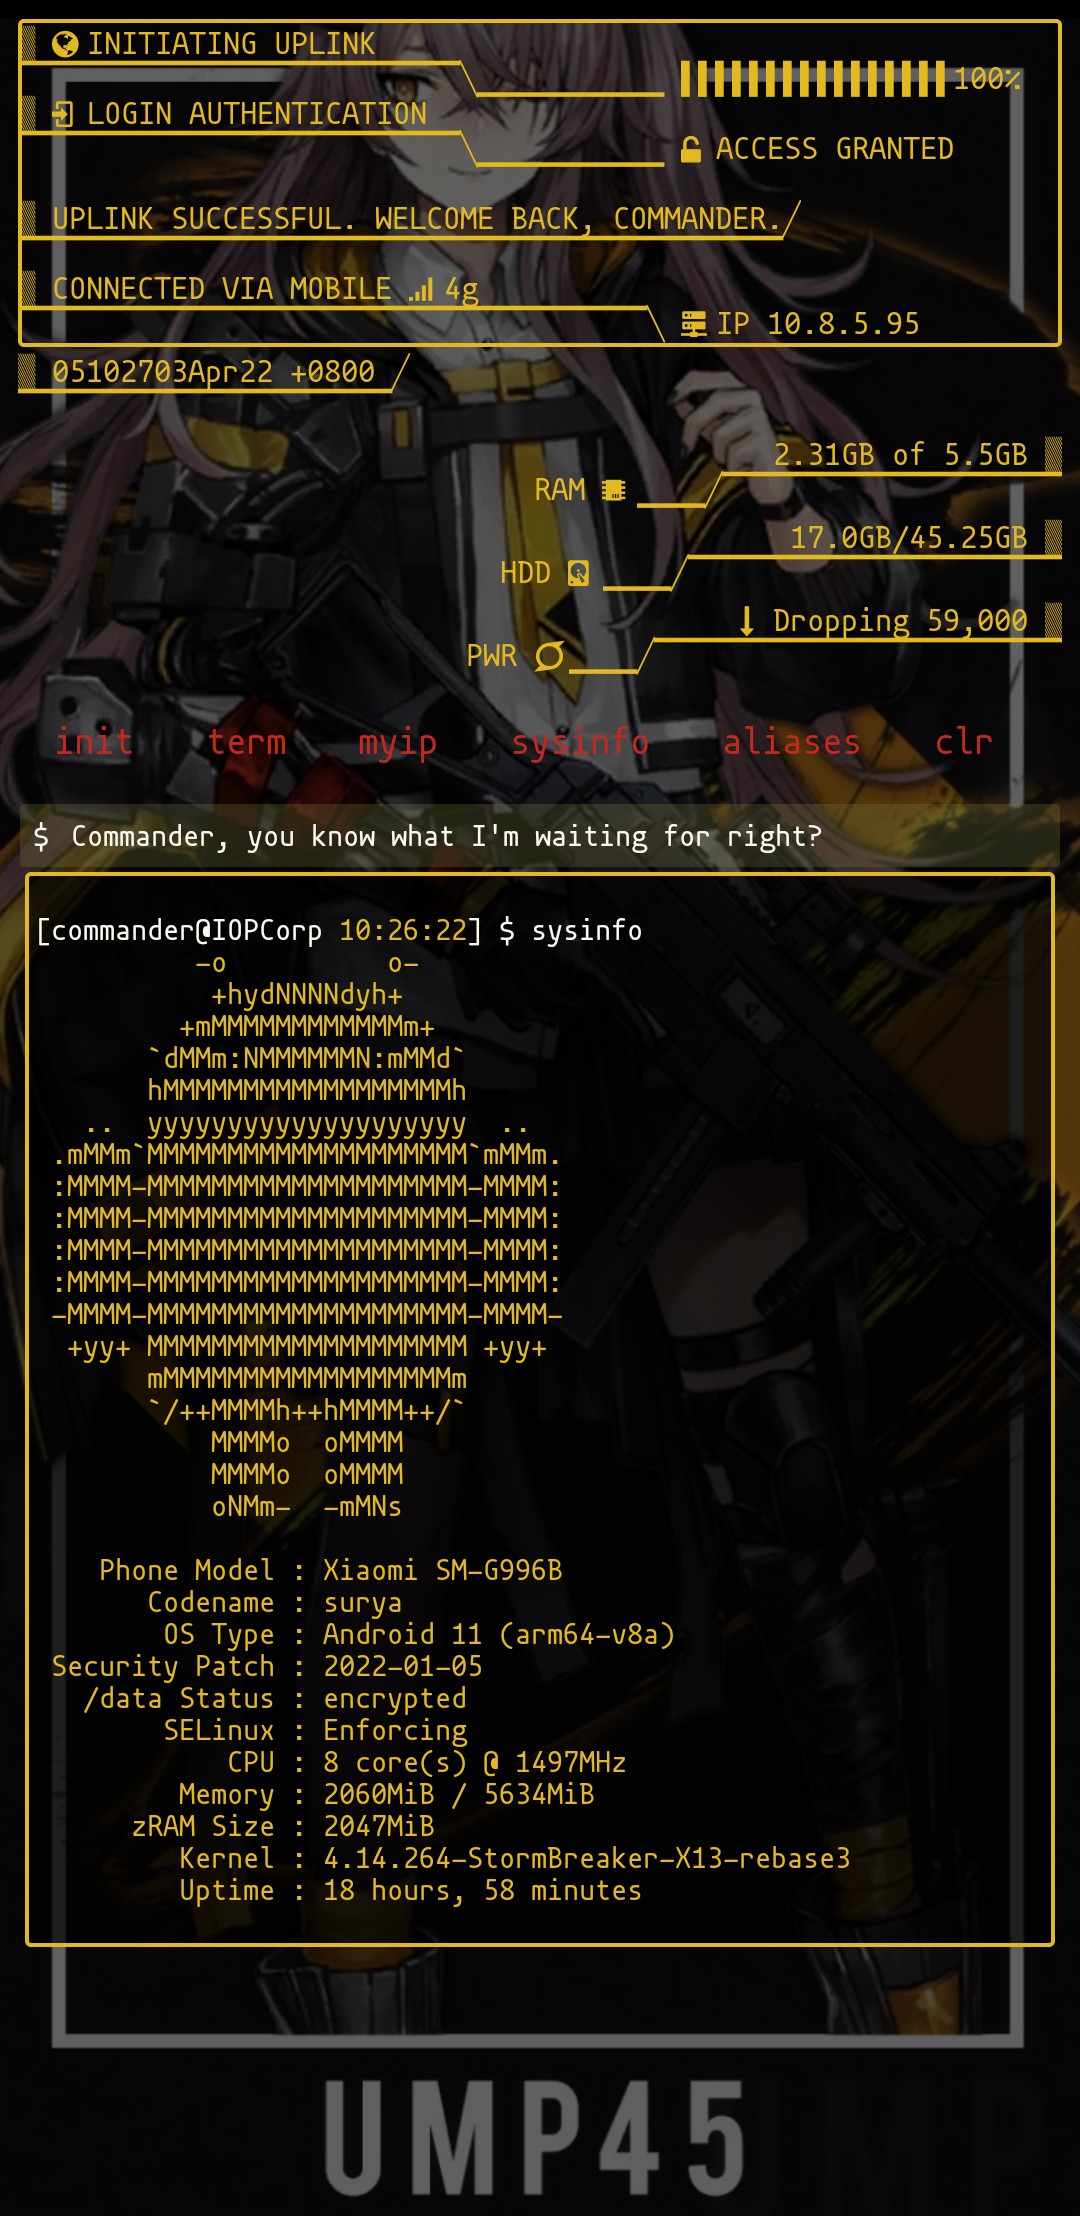 INITIATING UPLINK
100%
LOGIN AUTHENTICATION
ACCESS GRANTED
UPLINK SUCCESSFUL. WELCOME BACK, COMMANDER.
CONNECTED VIA MOBILE 4g
IP 10.8.5.95
05102703Apr22 +0800
2.31GB of 5.5GB
RAM
17.0GB/45.25GB
HDD
↓ Dropping 59,000
PWR
init term myip sysinfo aliases clr
$ Commander, you know what I'm waiting for right?
[commander@IOPCorp 10:26:22] $ sysinfo
-o          o-
+hydNNNNdyh+
+mMMMMMMMMMMMMm+
`dMMm:NMMMMMMN:mMMd`
hMMMMMMMMMMMMMMMMMMh
..  yyyyyyyyyyyyyyyyyyyy  ..
.mMMm`MMMMMMMMMMMMMMMMMMMM`mMMm.
:MMMM-MMMMMMMMMMMMMMMMMMMM-MMMM:
:MMMM-MMMMMMMMMMMMMMMMMMMM-MMMM:
:MMMM-MMMMMMMMMMMMMMMMMMMM-MMMM:
:MMMM-MMMMMMMMMMMMMMMMMMMM-MMMM:
-MMMM-MMMMMMMMMMMMMMMMMMMM-MMMM-
+yy+ MMMMMMMMMMMMMMMMMMMM +yy+
mMMMMMMMMMMMMMMMMMMm
`/++MMMMh++hMMMM++/`
MMMMo  oMMMM
MMMMo  oMMMM
oNMm-  -mMNs
Phone Model : Xiaomi SM-G996B
Codename : surya
OS Type : Android 11 (arm64-v8a)
Security Patch : 2022-01-05
/data Status : encrypted
SELinux : Enforcing
CPU : 8 core(s) @ 1497MHz
Memory : 2060MiB / 5634MiB
zRAM Size : 2047MiB
Kernel : 4.14.264-StormBreaker-X13-rebase3
Uptime : 18 hours, 58 minutes
UMP45